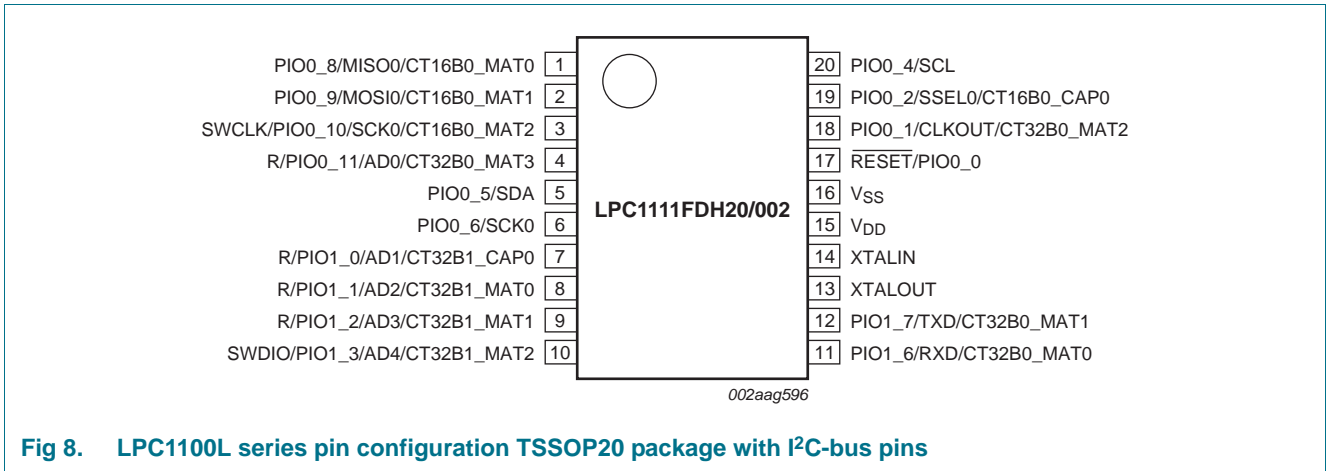 PIO0_8/MISO0/CT16B0_MAT0 1
PIO0_9/MOSI0/CT16B0_MAT1 2
SWCLK/PIO0_10/SCK0/CT16B0_MAT2 3
R/PIO0_11/AD0/CT32B0_MAT3 4
PIO0_5/SDA 5
PIO0_6/SCK0 6
R/PIO1_0/AD1/CT32B1_CAP0 7
R/PIO1_1/AD2/CT32B1_MAT0 8
R/PIO1_2/AD3/CT32B1_MAT1 9
SWDIO/PIO1_3/AD4/CT32B1_MAT2 10
LPC1111FDH20/002
20 PIO0_4/SCL
19 PIO0_2/SSEL0/CT16B0_CAP0
18 PIO0_1/CLKOUT/CT32B0_MAT2
17 RESET/PIO0_0
16 VSS
15 VDD
14 XTALIN
13 XTALOUT
12 PIO1_7/TXD/CT32B0_MAT1
11 PIO1_6/RXD/CT32B0_MAT0
002aag596
Fig 8. LPC1100L series pin configuration TSSOP20 package with I²C-bus pins